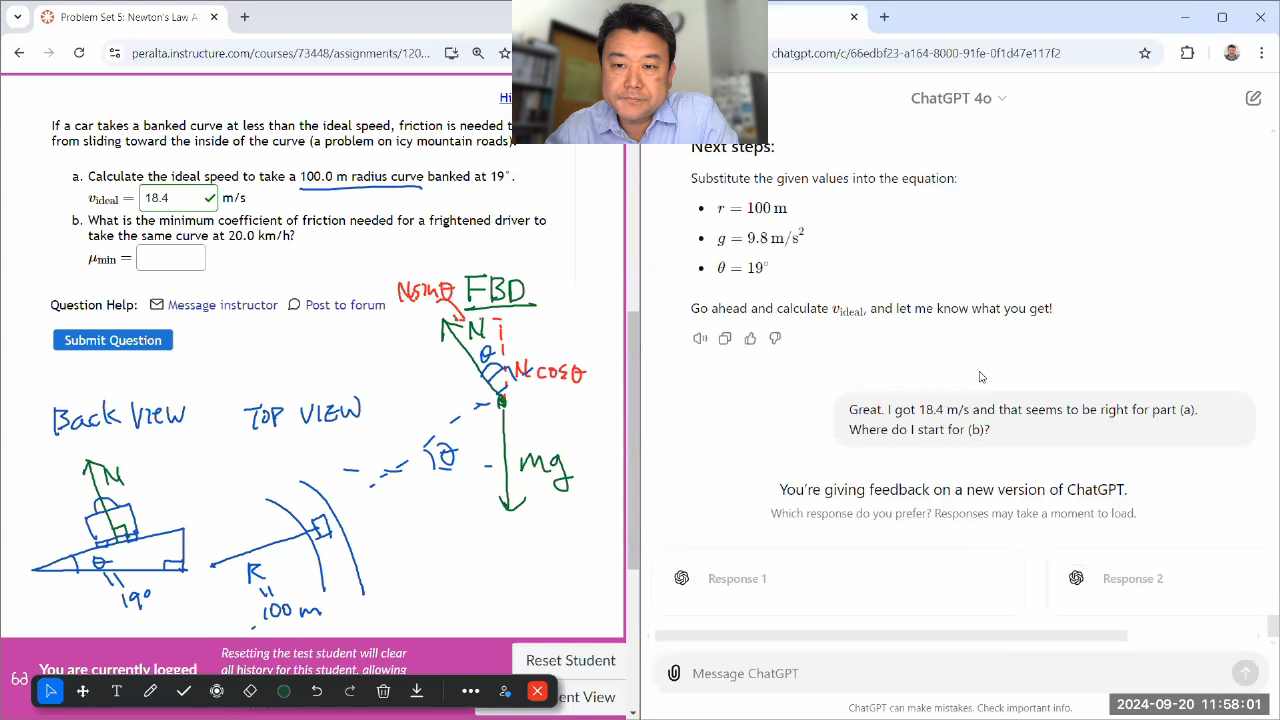 Problem Set 5: Newton's Law A
peralta.instructure.com/courses/73448/assignments/120...
chatgpt.com/c/66edbf23-a164-8000-91fe-0f1d47e117f2
Hi
If a car takes a banked curve at less than the ideal speed, friction is needed t
from sliding toward the inside of the curve (a problem on icy mountain roads).
a. Calculate the ideal speed to take a 100.0 m radius curve banked at 19°.
v_ideal = 18.4 m/s
b. What is the minimum coefficient of friction needed for a frightened driver to
take the same curve at 20.0 km/h?
μ_min =
Question Help: Message instructor Post to forum
Submit Question
FBD
N sinθ
N
θ
N cosθ
θ
mg
Back View
N
θ
19°
TOP VIEW
R
100 m
You are currently logged
Resetting the test student will clear
all history for this student, allowing
Reset Student
ent View
ChatGPT 4o
Next steps:
Substitute the given values into the equation:
• r = 100 m
• g = 9.8 m/s²
• θ = 19°
Go ahead and calculate v_ideal, and let me know what you get!
Great. I got 18.4 m/s and that seems to be right for part (a).
Where do I start for (b)?
You're giving feedback on a new version of ChatGPT.
Which response do you prefer? Responses may take a moment to load.
Response 1
Response 2
Message ChatGPT
ChatGPT can make mistakes. Check important info.
2024-09-20 11:58:01